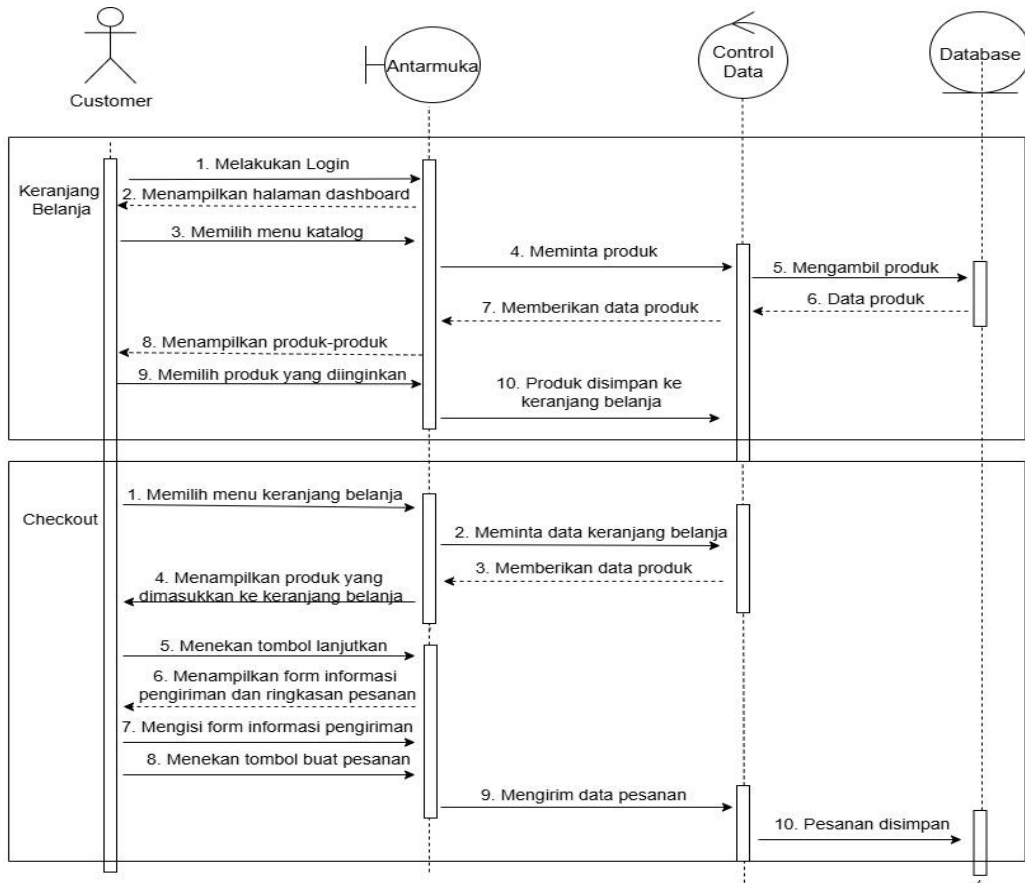 Customer
Antarmuka
Control
Data
Database
Keranjang
Belanja
1. Melakukan Login
2. Menampilkan halaman dashboard
3. Memilih menu katalog
4. Meminta produk
5. Mengambil produk
6. Data produk
7. Memberikan data produk
8. Menampilkan produk-produk
9. Memilih produk yang diinginkan
10. Produk disimpan ke
keranjang belanja
Checkout
1. Memilih menu keranjang belanja
2. Meminta data keranjang belanja
3. Memberikan data produk
4. Menampilkan produk yang
dimasukkan ke keranjang belanja
5. Menekan tombol lanjutkan
6. Menampilkan form informasi
pengiriman dan ringkasan pesanan
7. Mengisi form informasi pengiriman
8. Menekan tombol buat pesanan
9. Mengirim data pesanan
10. Pesanan disimpan